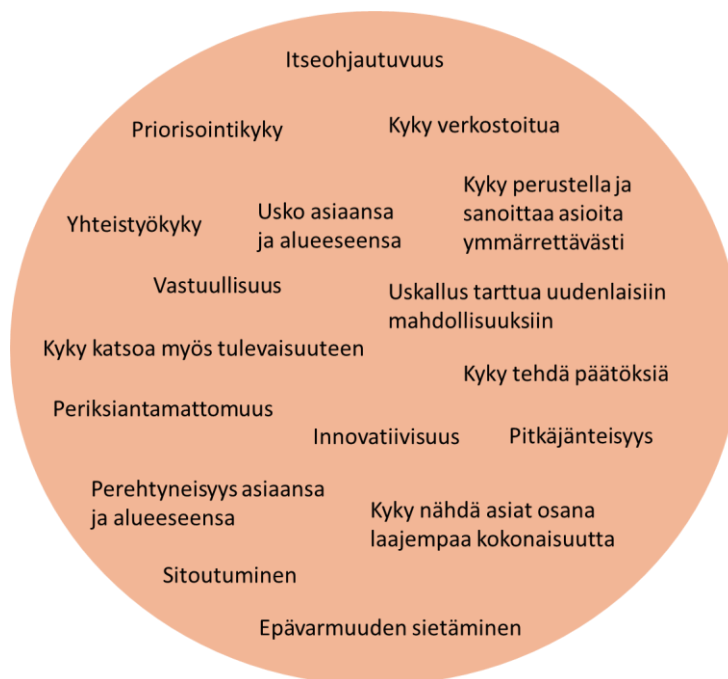 Itseohjautuvuus
Priorisointikyky
Kyky verkostoitua
Kyky perustella ja
sanoittaa asioita
ymmärrettävästi
Yhteistyökyky
Usko asiaansa
ja alueeseensa
Vastuullisuus
Uskallus tarttua uudenlaisiin
mahdollisuuksiin
Kyky katsoa myös tulevaisuuteen
Kyky tehdä päätöksiä
Periksiantamattomuus
Innovatiivisuus
Pitkäjänteisyys
Perehtyneisyys asiaansa
ja alueeseensa
Kyky nähdä asiat osana
laajempaa kokonaisuutta
Sitoutuminen
Epävarmuuden sietäminen